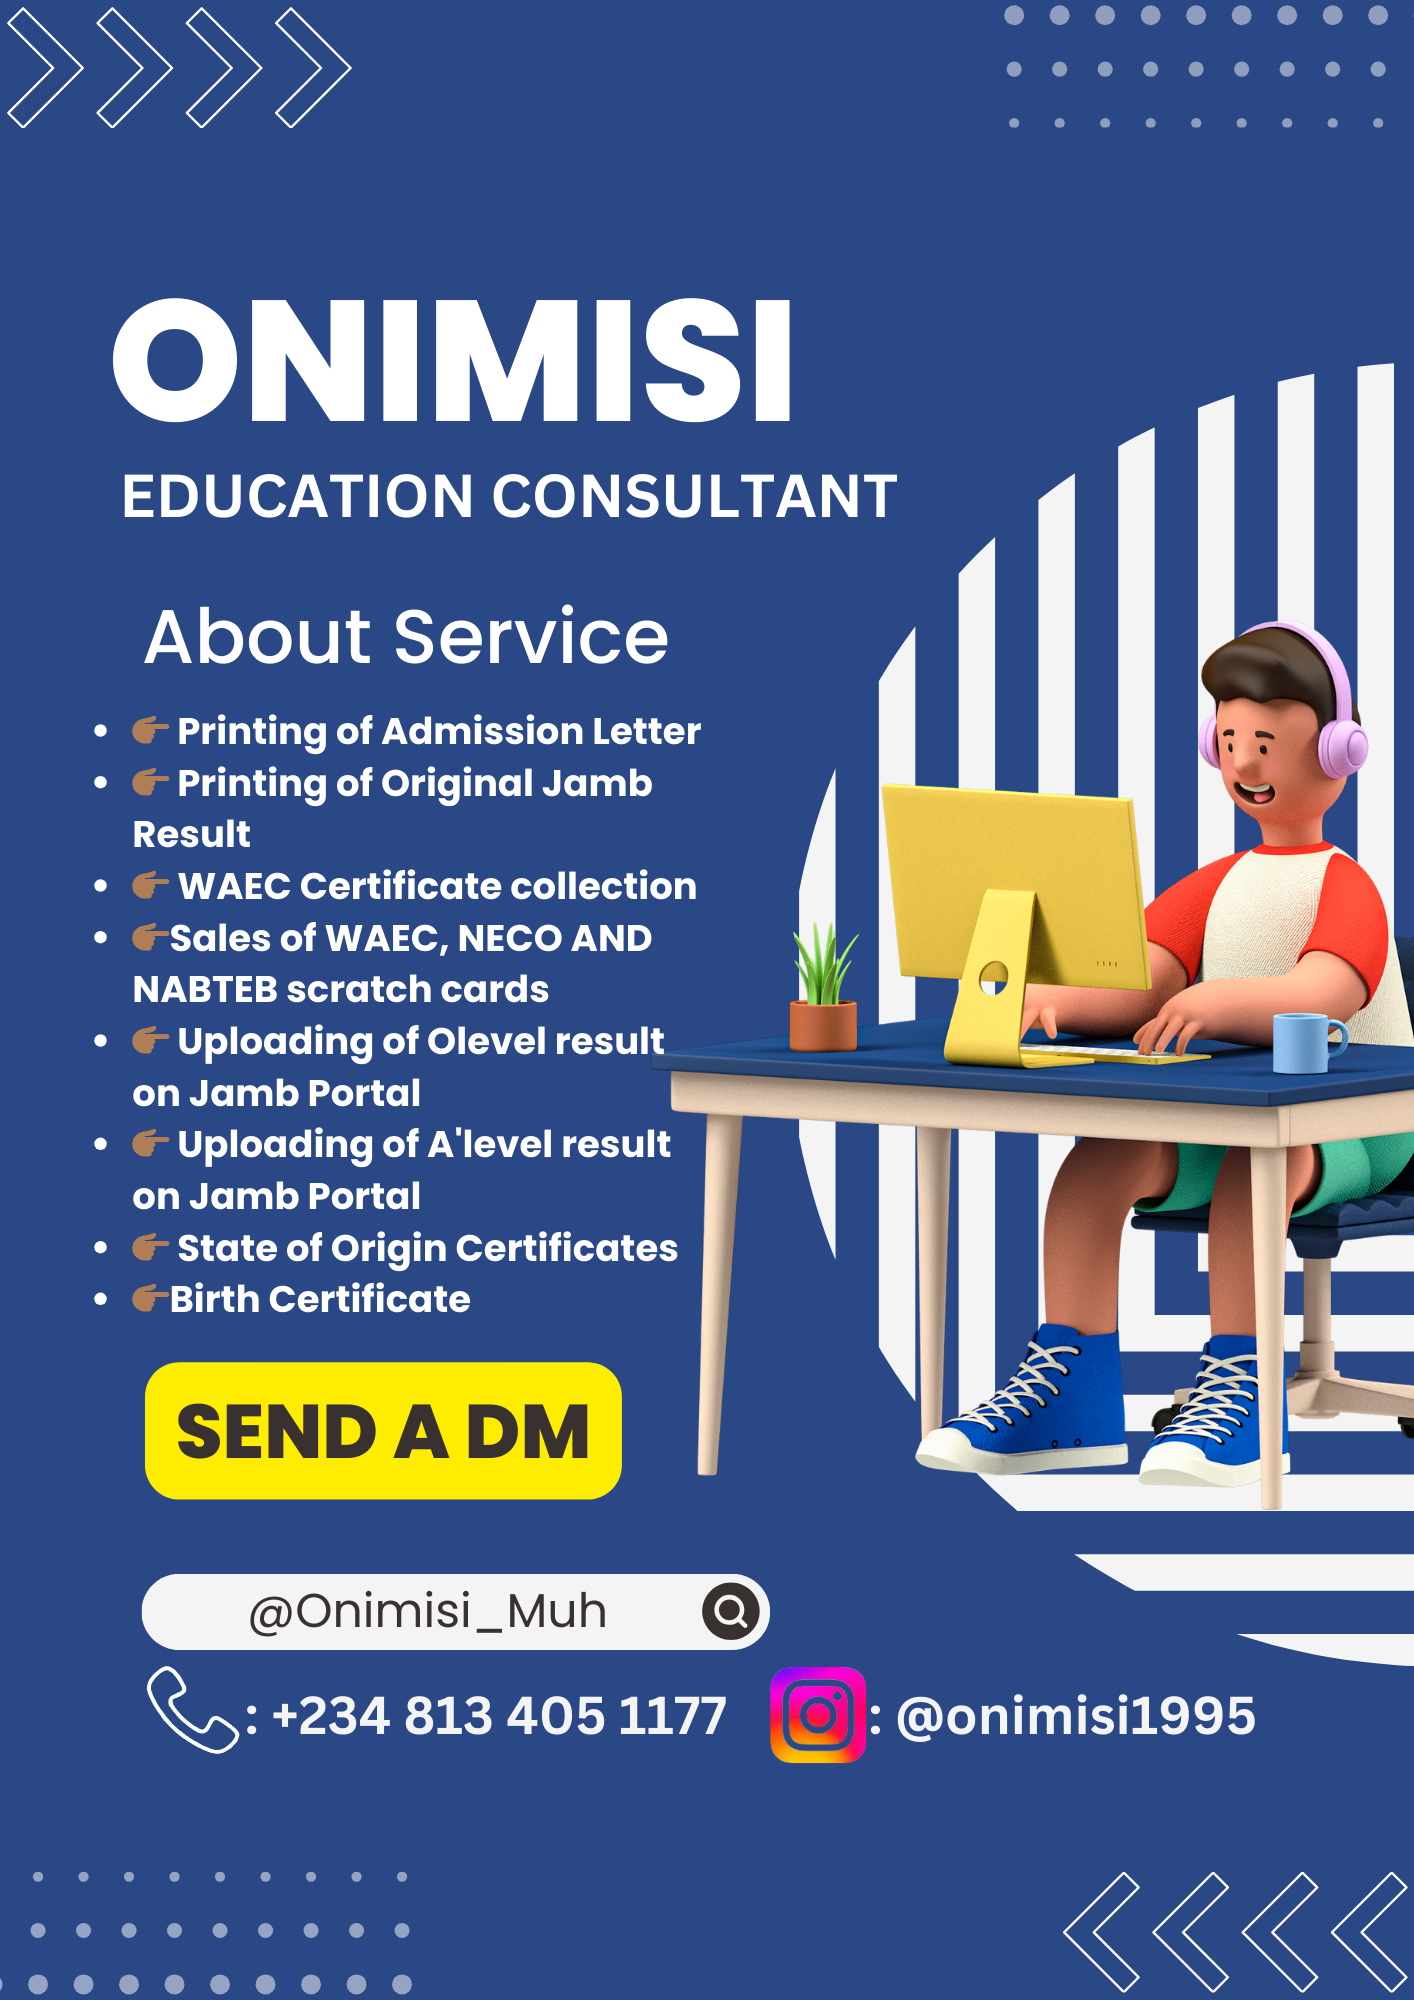 ONIMISI
EDUCATION CONSULTANT
About Service
• 👉🏾 Printing of Admission Letter
• 👉🏾 Printing of Original Jamb
Result
• 👉🏾 WAEC Certificate collection
• 👉🏾Sales of WAEC, NECO AND
NABTEB scratch cards
• 👉🏾 Uploading of Olevel result
on Jamb Portal
• 👉🏾 Uploading of A'level result
on Jamb Portal
• 👉🏾 State of Origin Certificates
• 👉🏾Birth Certificate
SEND A DM
@Onimisi_Muh
: +234 813 405 1177
: @onimisi1995